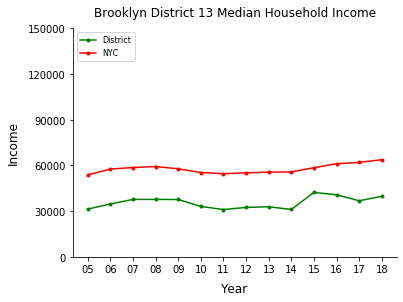 Brooklyn District 13 Median Household Income
150000
120000
90000
60000
30000
0
District
NYC
Income
05 06 07 08 09 10 11 12 13 14 15 16 17 18
Year